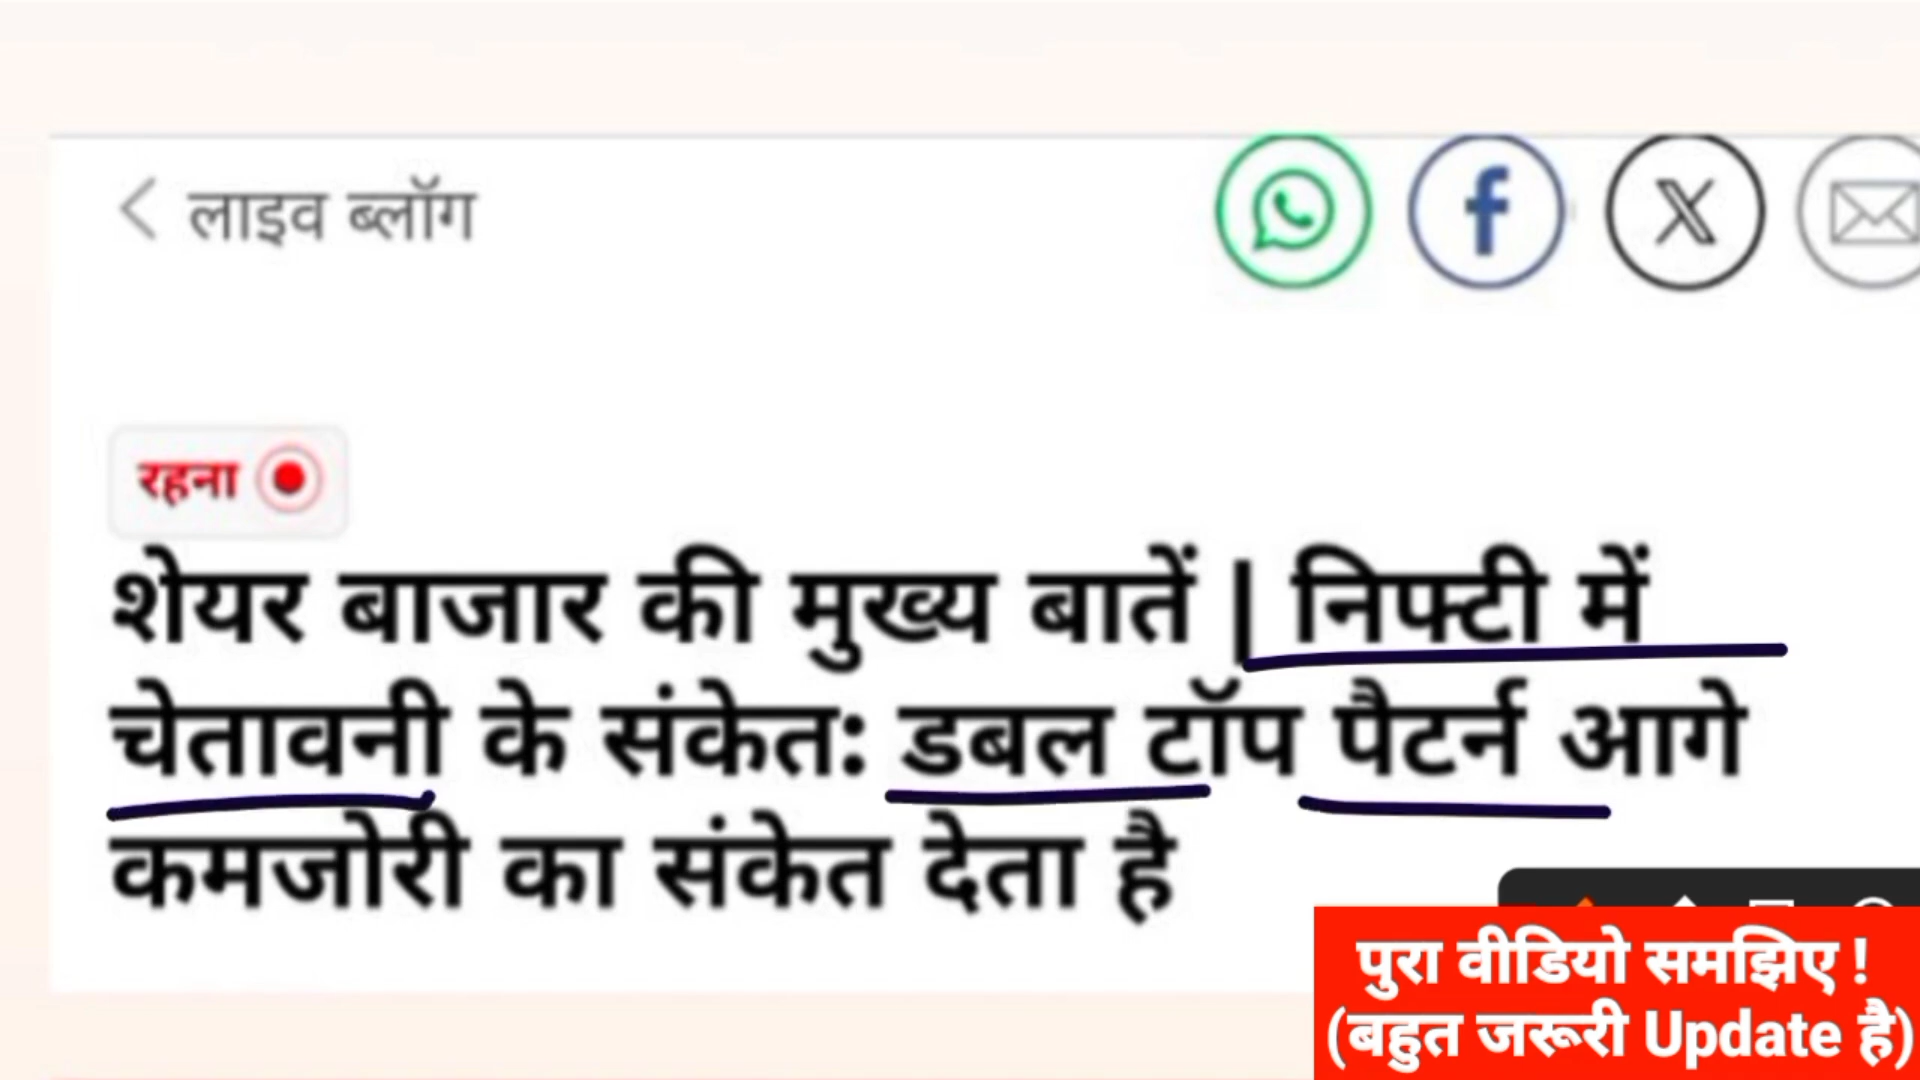 लाइव ब्लॉग
रहना
शेयर बाजार की मुख्य बातें | निफ्टी में
चेतावनी के संकेत: डबल टॉप पैटर्न आगे
कमजोरी का संकेत देता है
पुरा वीडियो समझिए !
(बहुत जरूरी Update है)